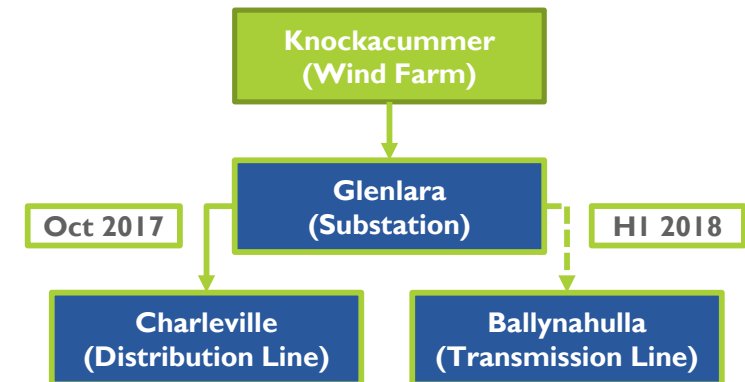 Knockacummer
(Wind Farm)
Glenlara
(Substation)
Oct 2017
H1 2018
Charleville
(Distribution Line)
Ballynahulla
(Transmission Line)